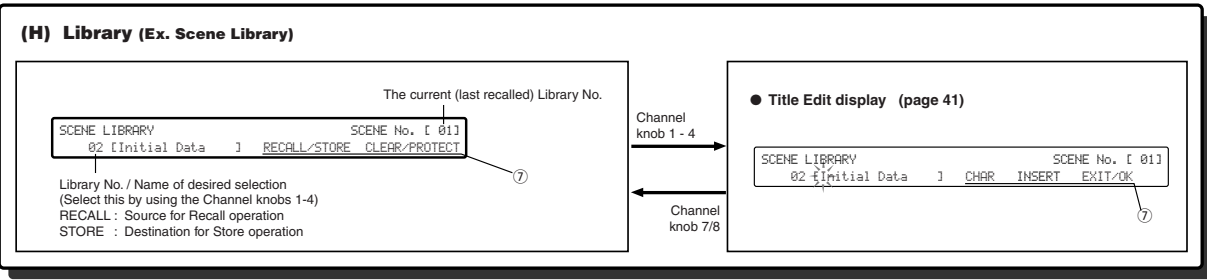 (H) Library (Ex. Scene Library)
The current (last recalled) Library No.
SCENE LIBRARY SCENE No. [ 01]
02 [Initial Data ] RECALL/STORE CLEAR/PROTECT
⑦
Library No. / Name of desired selection
(Select this by using the Channel knobs 1-4)
RECALL : Source for Recall operation
STORE : Destination for Store operation
Channel
knob 1 - 4
Channel
knob 7/8
● Title Edit display (page 41)
SCENE LIBRARY SCENE No. [ 01]
02 [Initial Data ] CHAR INSERT EXIT/OK
⑦